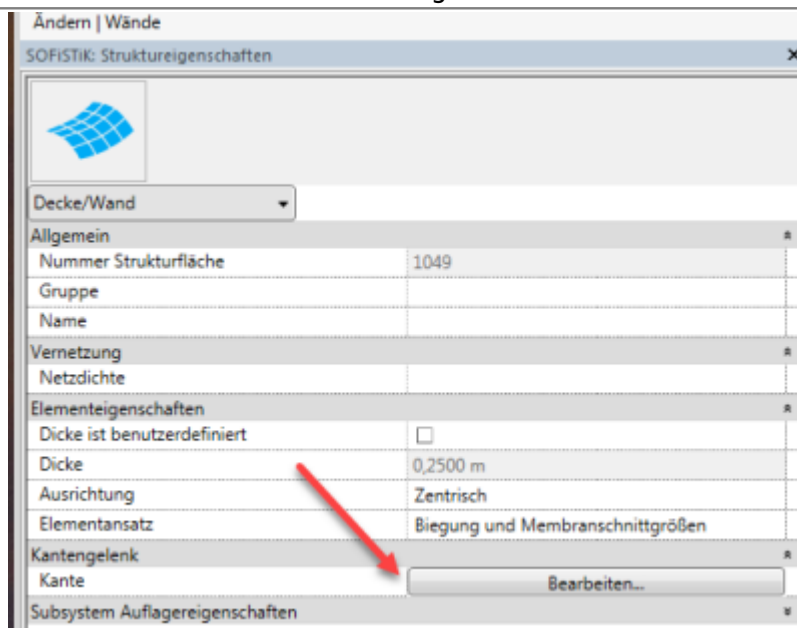 Ändern | Wände
SOFiSTiK: Struktureigenschaften
Decke/Wand
Allgemein
Nummer Strukturfläche 1049
Gruppe
Name
Vernetzung
Netzdichte
Elementeigenschaften
Dicke ist benutzerdefiniert
Dicke 0,2500 m
Ausrichtung Zentrisch
Elementansatz Biegung und Membranschnittgrößen
Kantengelenk
Kante Bearbeiten...
Subsystem Auflagereigenschaften